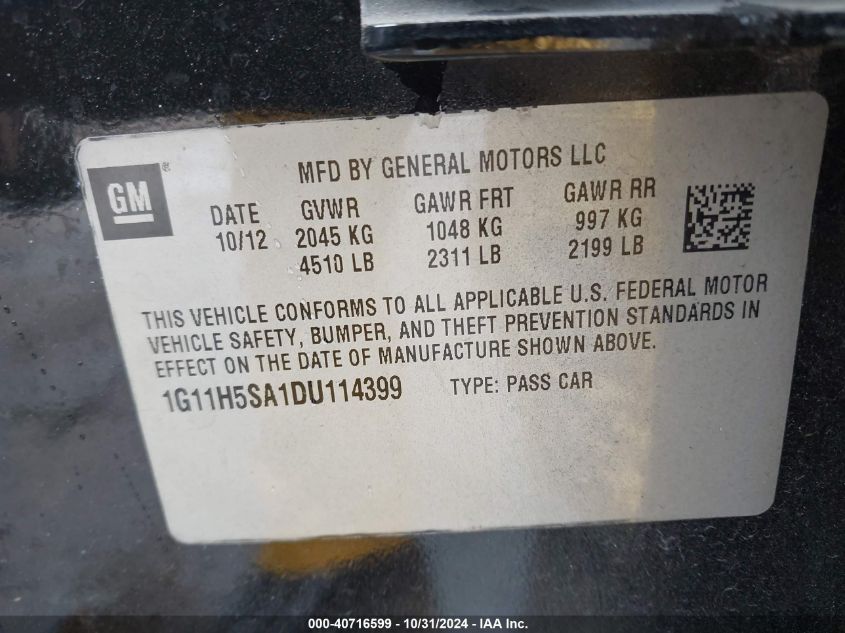 MFD BY GENERAL MOTORS LLC
GM®
DATE GVWR GAWR FRT GAWR RR
10/12 2045 KG 1048 KG 997 KG
4510 LB 2311 LB 2199 LB
THIS VEHICLE CONFORMS TO ALL APPLICABLE U.S. FEDERAL MOTOR
VEHICLE SAFETY, BUMPER, AND THEFT PREVENTION STANDARDS IN
EFFECT ON THE DATE OF MANUFACTURE SHOWN ABOVE.
1G11H5SA1DU114399 TYPE: PASS CAR
000-40716599 - 10/31/2024 - IAA Inc.